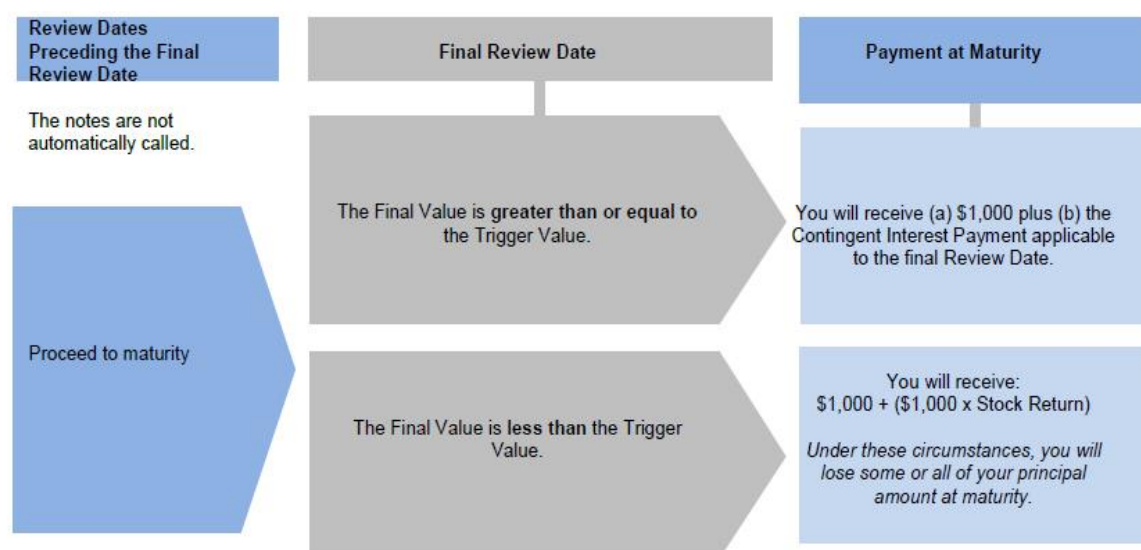 Review Dates
Preceding the Final
Review Date
Final Review Date
Payment at Maturity
The notes are not
automatically called.
The Final Value is greater than or equal to
the Trigger Value.
You will receive (a) $1,000 plus (b) the
Contingent Interest Payment applicable
to the final Review Date.
Proceed to maturity
The Final Value is less than the Trigger
Value.
You will receive:
$1,000 + ($1,000 x Stock Return)
Under these circumstances, you will
lose some or all of your principal
amount at maturity.